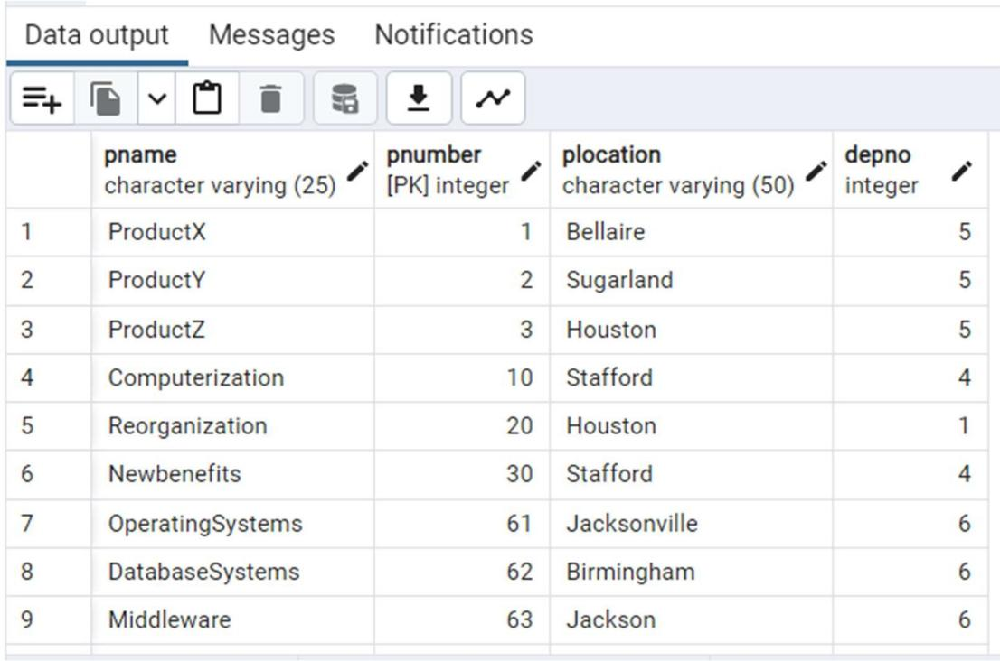 Data output Messages Notifications
pname pnumber plocation depno
character varying (25) [PK] integer character varying (50) integer
1 ProductX 1 Bellaire 5
2 ProductY 2 Sugarland 5
3 ProductZ 3 Houston 5
4 Computerization 10 Stafford 4
5 Reorganization 20 Houston 1
6 Newbenefits 30 Stafford 4
7 OperatingSystems 61 Jacksonville 6
8 DatabaseSystems 62 Birmingham 6
9 Middleware 63 Jackson 6